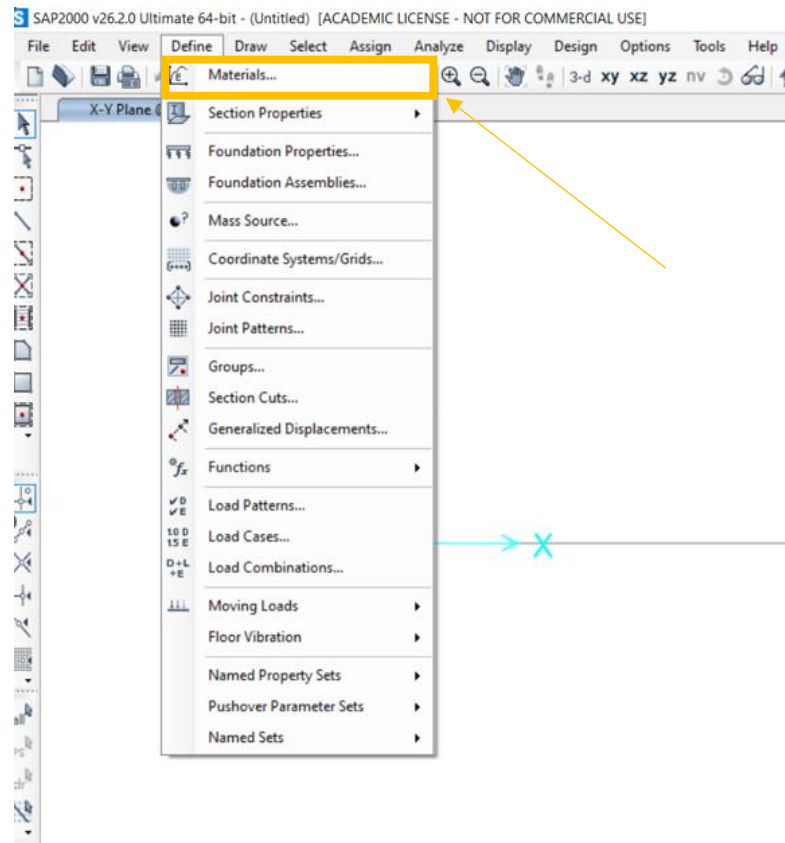 SAP2000 v26.2.0 Ultimate 64-bit - (Untitled) [ACADEMIC LICENSE - NOT FOR COMMERCIAL USE]
File Edit View Define Draw Select Assign Analyze Display Design Options Tools Help
3-d xy xz yz nv
X-Y Plane @
Materials...
Section Properties
Foundation Properties...
Foundation Assemblies...
Mass Source...
Coordinate Systems/Grids...
Joint Constraints...
Joint Patterns...
Groups...
Section Cuts...
Generalized Displacements...
Functions
Load Patterns...
Load Cases...
Load Combinations...
Moving Loads
Floor Vibration
Named Property Sets
Pushover Parameter Sets
Named Sets
X